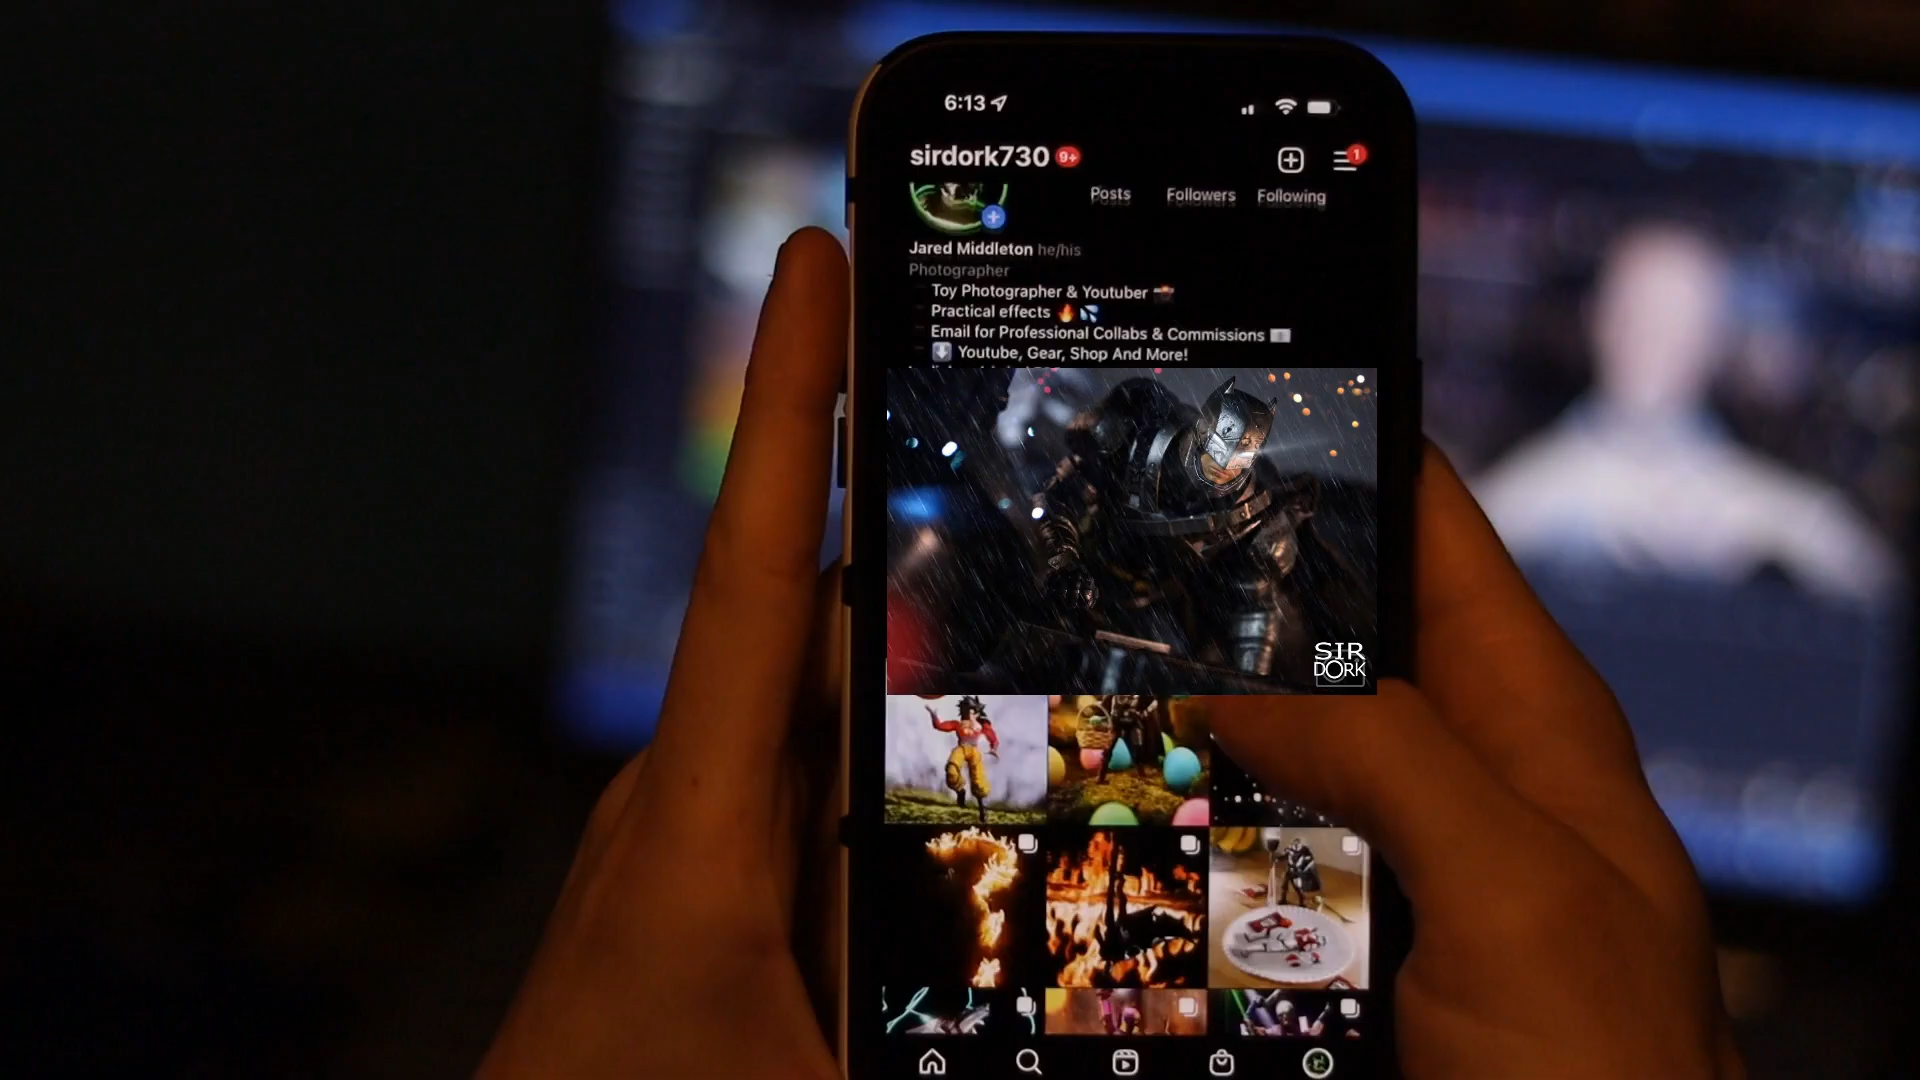 6:13
sirdork730 9+
1
Posts Followers Following
Jared Middleton he/his
Photographer
Toy Photographer & Youtuber
Practical effects
Email for Professional Collabs & Commissions
Youtube, Gear, Shop And More!
SIR
DORK